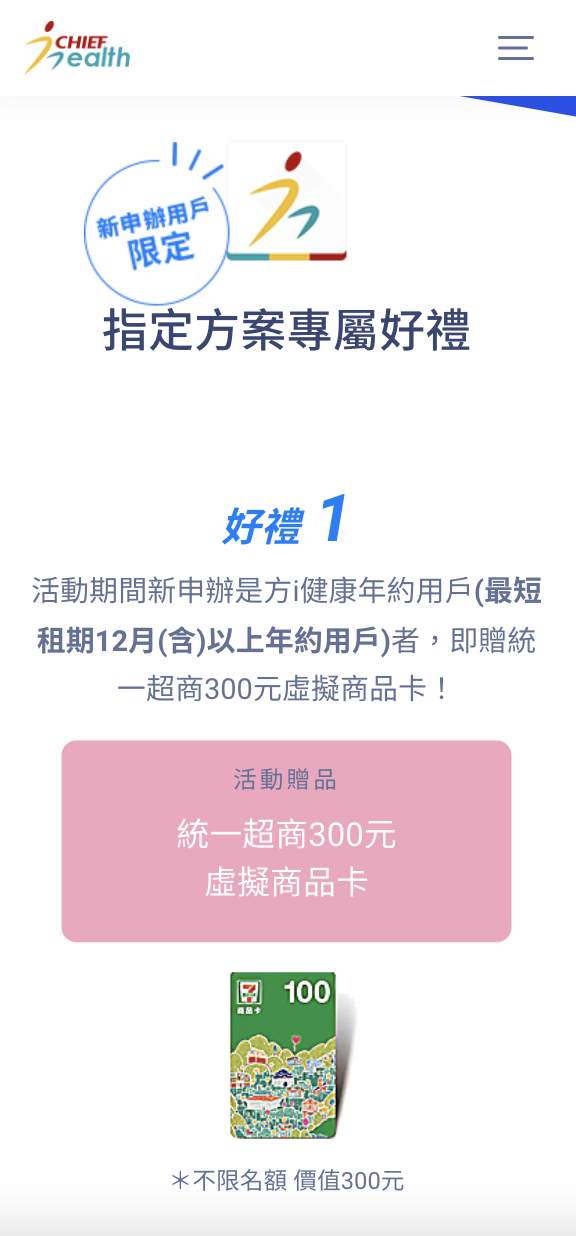 CHIEF
Health
新申辦用戶
限定
指定方案專屬好禮
好禮 1
活動期間新申辦是方i健康年約用戶(最短
租期12月(含)以上年約用戶)者，即贈統
一超商300元虛擬商品卡！
活動贈品
統一超商300元
虛擬商品卡
7-ELEVEN
100
商品卡
＊不限名額 價值300元